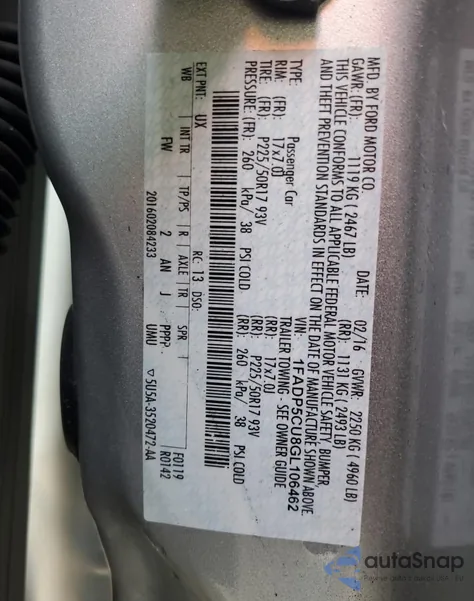 MFD BY FORD MOTOR CO.
DATE: 02/16 GVWR: 2250 KG ( 4960 LB)
GAWR: (FR): 1119 KG ( 2467 LB) (RR): 1131 KG ( 2493 LB)
THIS VEHICLE CONFORMS TO ALL APPLICABLE FEDERAL MOTOR VEHICLE SAFETY, BUMPER,
AND THEFT PREVENTION STANDARDS IN EFFECT ON THE DATE OF MANUFACTURE SHOWN ABOVE.
VIN: 1FADP5CU8GL106462
TYPE: Passenger Car TRAILER TOWING - SEE OWNER GUIDE
RIM: (FR): 17x7.0J (RR): 17x7.0J
TIRE: (FR): P225/50R17 93V (RR): P225/50R17 93V
PRESSURE (FR): 260 kPa/ 38 PSI COLD (RR): 260 kPa/ 38 PSI COLD
EXT PNT: UX RC: 13 DSO: F0119
R0142
WB INT TR TP/PS R AXLE TR SPR
FW 2 AN J PPPP UMU
201602084233 ▽5U5A-3520472-AA
autoSnap